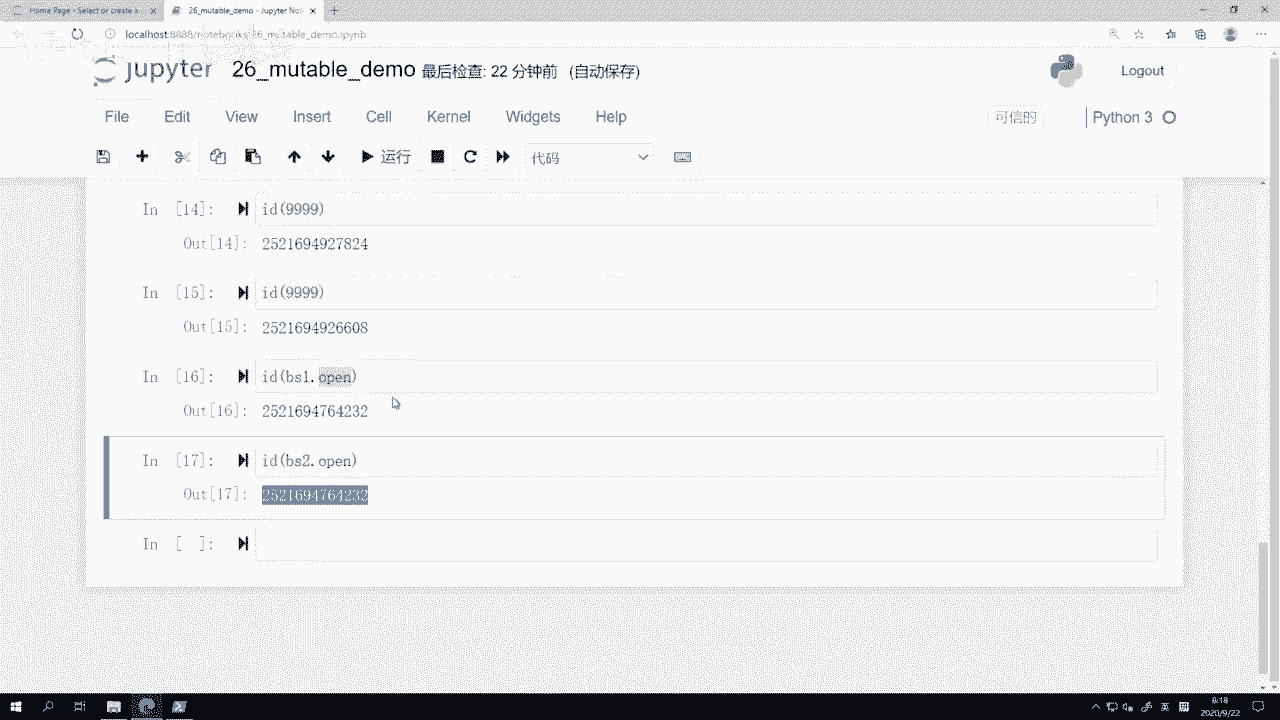 Home Page - Select or create a
26_mutable_demo - Jupyter No
localhost:8888/notebooks/26_mutable_demo.ipynb
jupyter 26_mutable_demo 最后检查: 22 分钟前 (自动保存)
Logout
File Edit View Insert Cell Kernel Widgets Help
可信的
Python 3
运行
代码
In [14]: id(9999)
Out[14]: 2521694927824
In [15]: id(9999)
Out[15]: 2521694926608
In [16]: id(bs1.open)
Out[16]: 2521694764232
In [17]: id(bs2.open)
Out[17]: 2521694764232
In [ ]:
英
8:18
2020/9/22